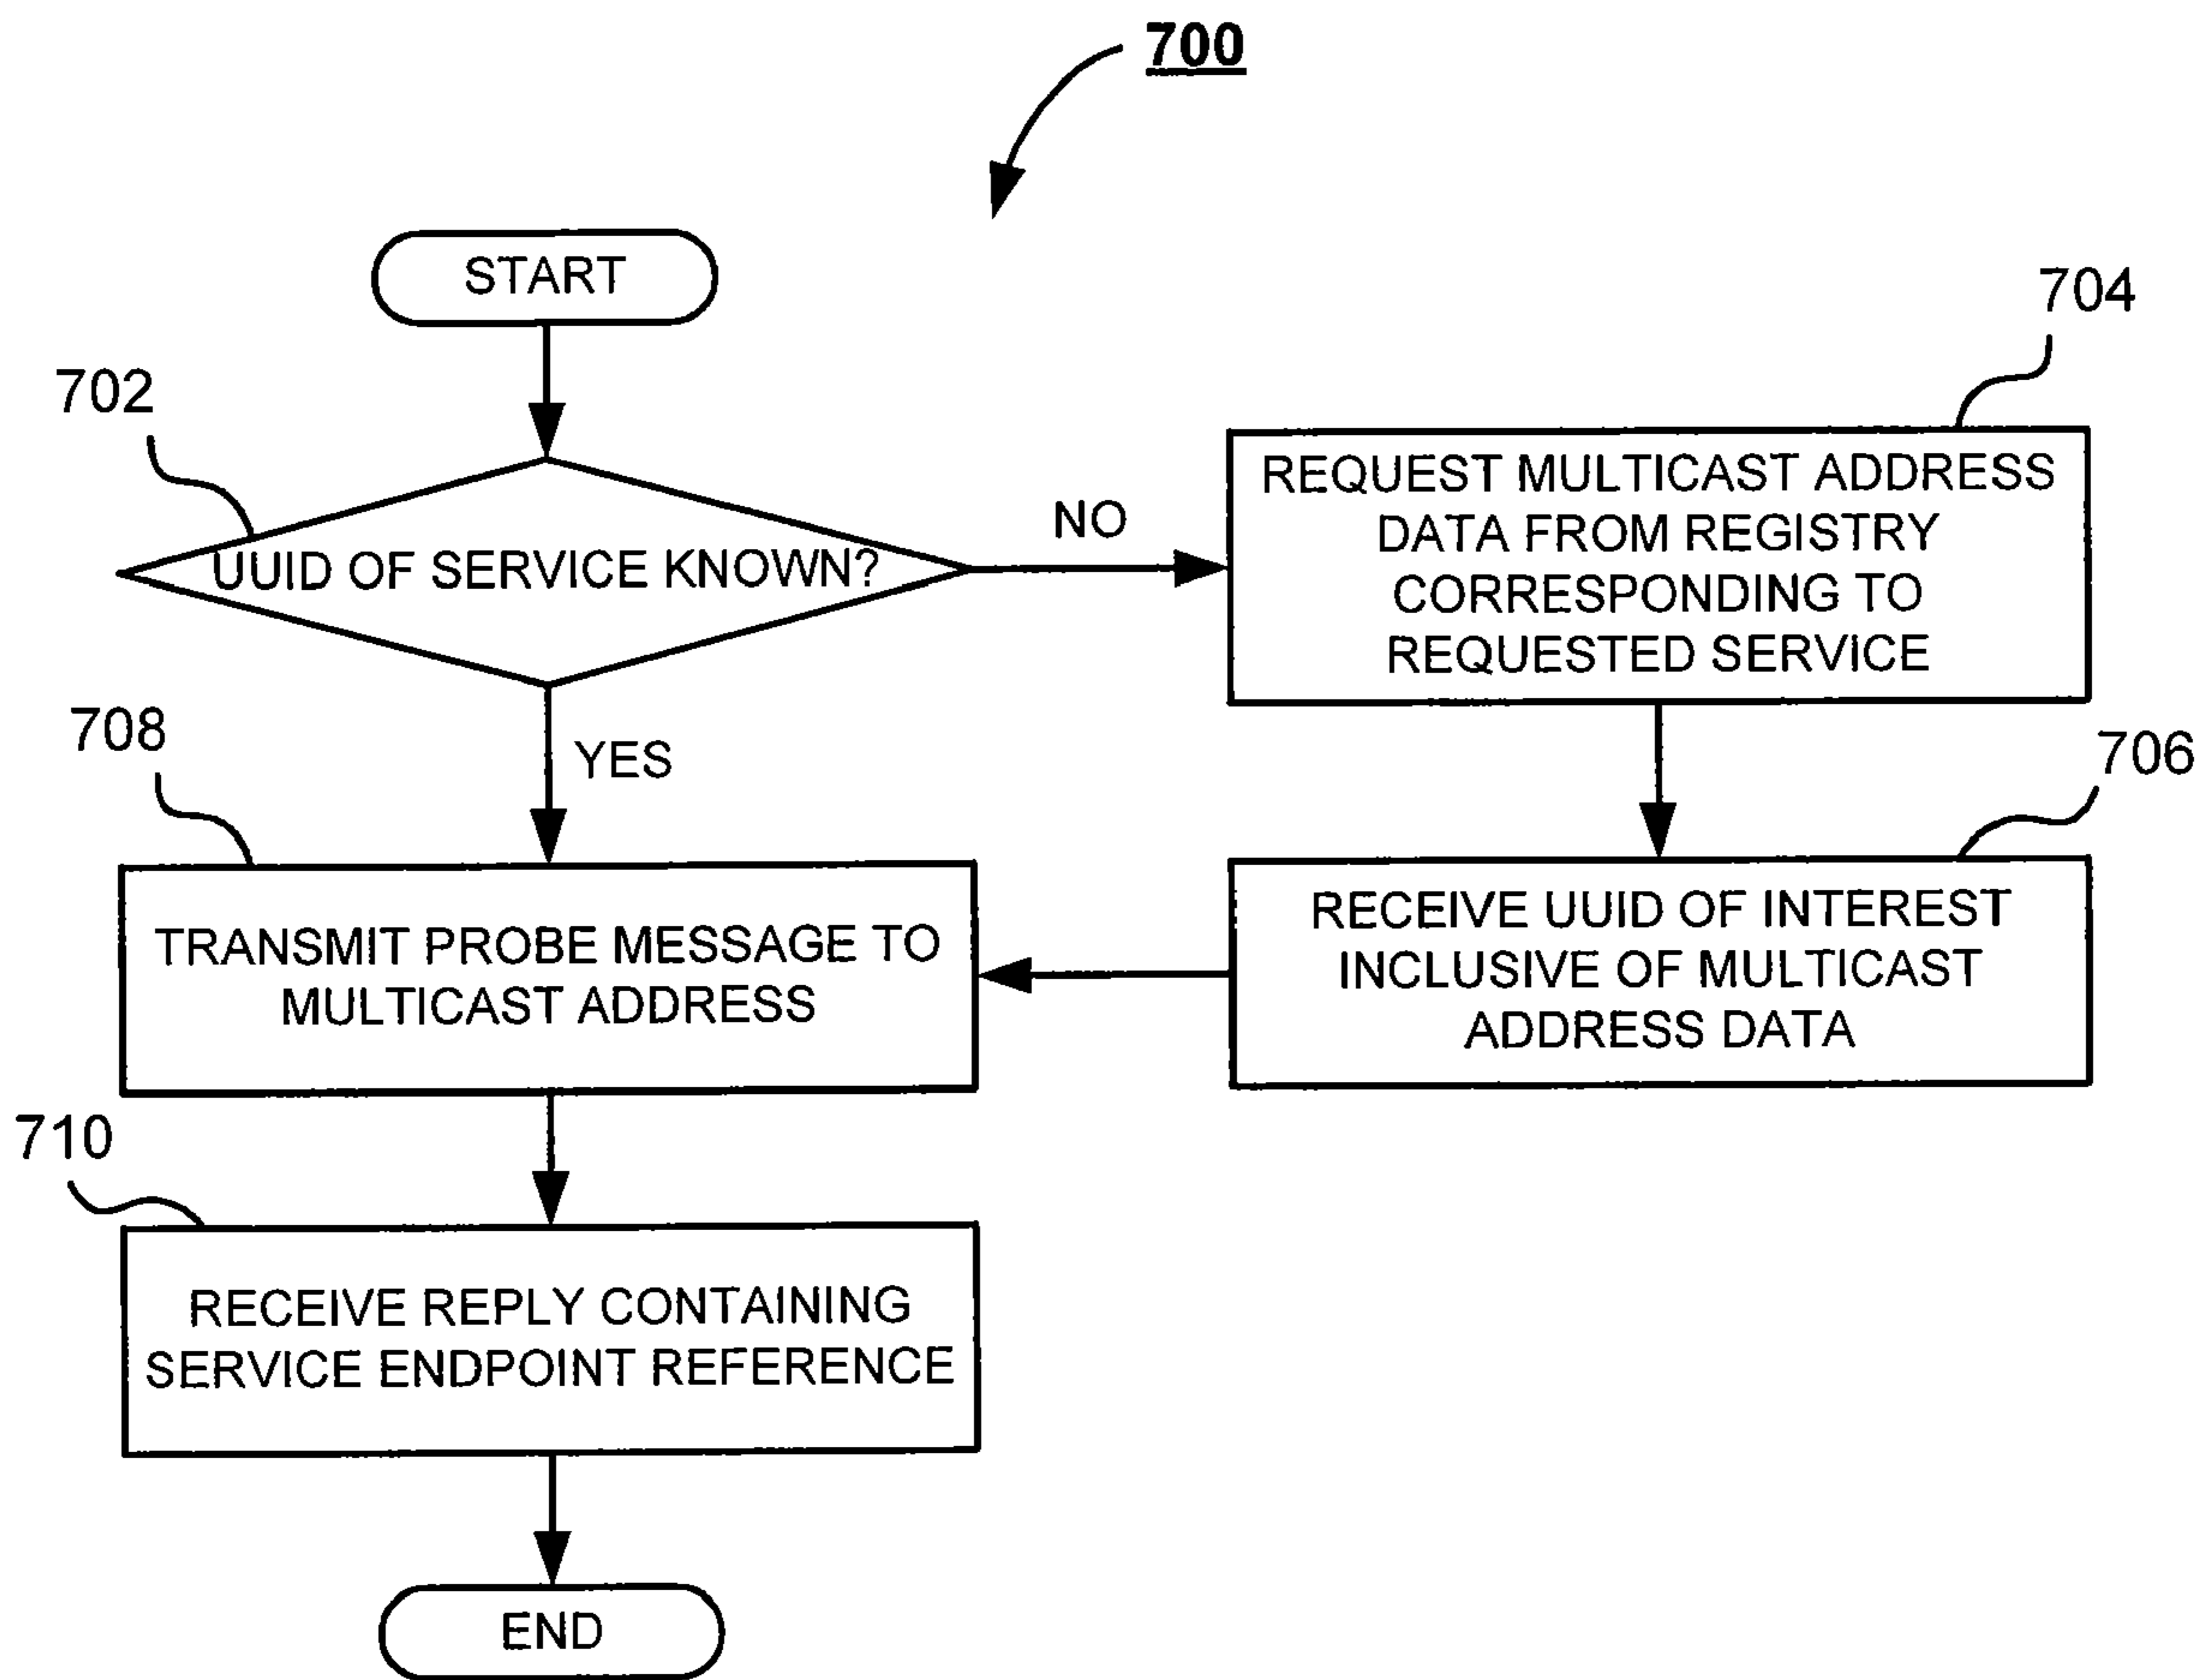 700
START
704
702
REQUEST MULTICAST ADDRESS
DATA FROM REGISTRY
CORRESPONDING TO
REQUESTED SERVICE
NO
UUID OF SERVICE KNOWN?
708
YES
706
TRANSMIT PROBE MESSAGE TO
MULTICAST ADDRESS
RECEIVE UUID OF INTEREST
INCLUSIVE OF MULTICAST
ADDRESS DATA
710
RECEIVE REPLY CONTAINING
SERVICE ENDPOINT REFERENCE
END